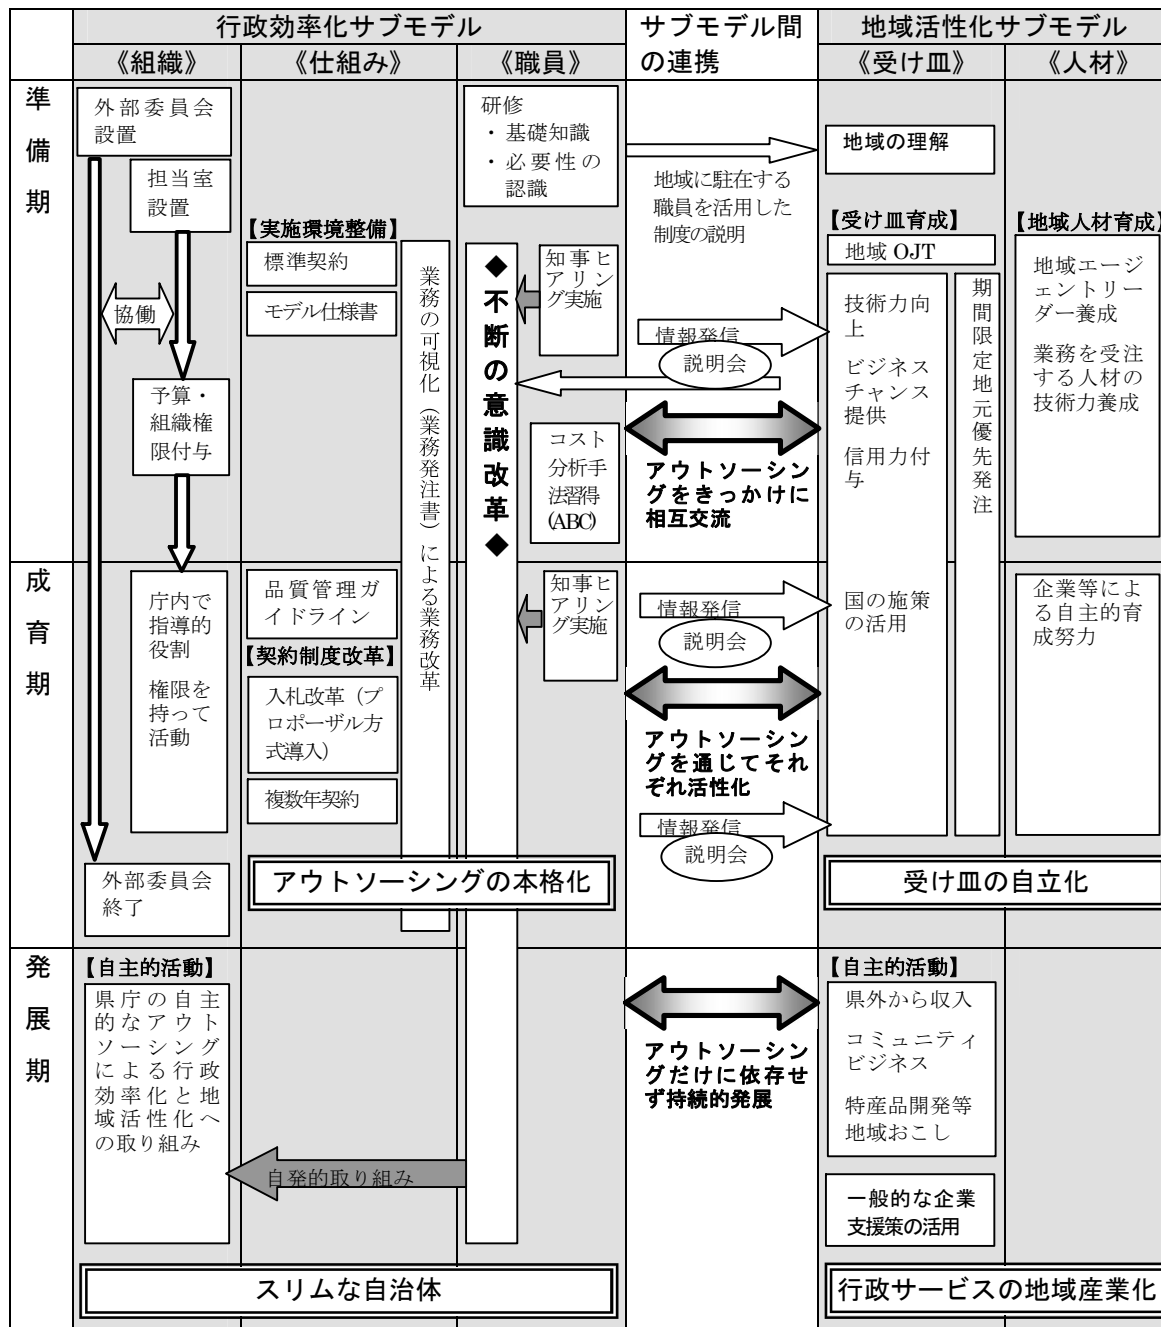 行政効率化サブモデル
サブモデル間
の連携
地域活性化サブモデル
《組織》
《仕組み》
《職員》
《受け皿》
《人材》
準
備
期
外部委員会
設置
担当室
設置
協働
予算・
組織権
限付与
【実施環境整備】
標準契約
モデル仕様書
業務の可視化（業務発注書）による業務改革
研修
・ 基礎知識
・ 必要性の
認識
◆不断の意識改革◆
知事ヒ
アリン
グ実施
コスト
分析手
法習得
(ABC)
地域に駐在する
職員を活用した
制度の説明
情報発信
説明会
アウトソーシン
グをきっかけに
相互交流
地域の理解
【受け皿育成】
地域 OJT
技術力向
上
ビジネス
チャンス
提供
信用力付
与
期間限定地元優先発注
【地域人材育成】
地域エージ
ェントリー
ダー養成
業務を受注
する人材の
技術力養成
成
育
期
庁内で
指導的
役割
権限を
持って
活動
外部委員会
終了
品質管理ガ
イドライン
【契約制度改革】
入札改革（プ
ロポーザル方
式導入）
複数年契約
アウトソーシングの本格化
知事ヒ
アリン
グ実施
情報発信
説明会
アウトソーシン
グを通じてそれ
ぞれ活性化
情報発信
説明会
国の施策
の活用
企業等によ
る自主的育
成努力
受け皿の自立化
発
展
期
【自主的活動】
県庁の自主
的なアウト
ソーシング
による行政
効率化と地
域活性化へ
の取り組み
自発的取り組み
スリムな自治体
アウトソーシン
グだけに依存せ
ず持続的発展
【自主的活動】
県外から収入
コミュニティ
ビジネス
特産品開発等
地域おこし
一般的な企業
支援策の活用
行政サービスの地域産業化